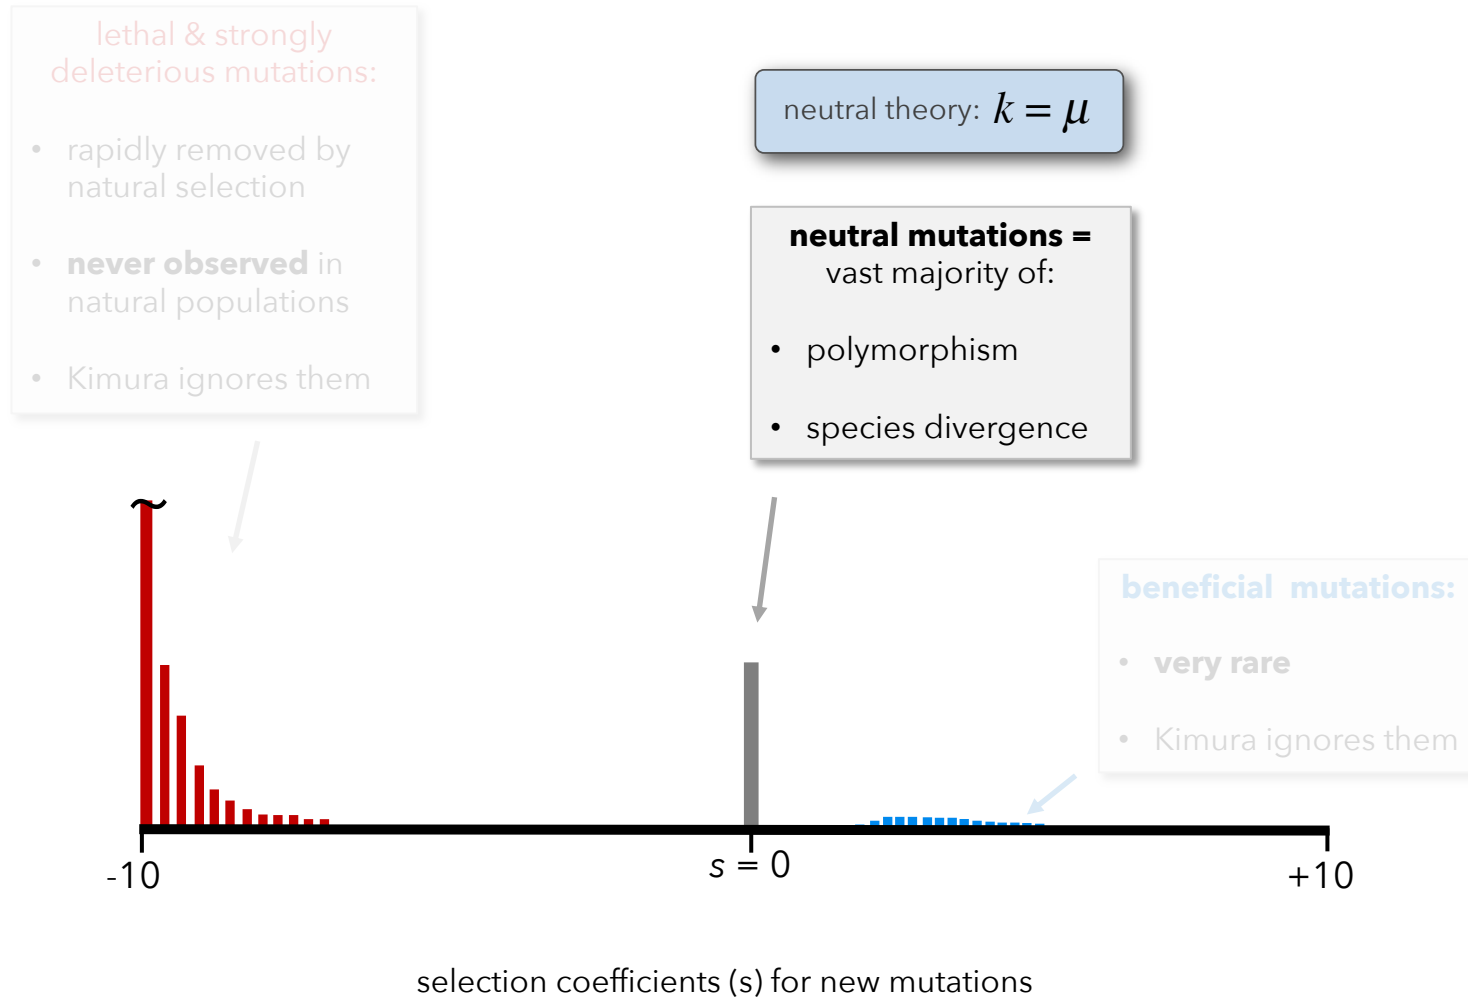 lethal & strongly
deleterious mutations:
• rapidly removed by
natural selection
• never observed in
natural populations
• Kimura ignores them
neutral theory: k = μ
neutral mutations =
vast majority of:
• polymorphism
• species divergence
beneficial mutations:
• very rare
• Kimura ignores them
-10
s = 0
+10
selection coefficients (s) for new mutations